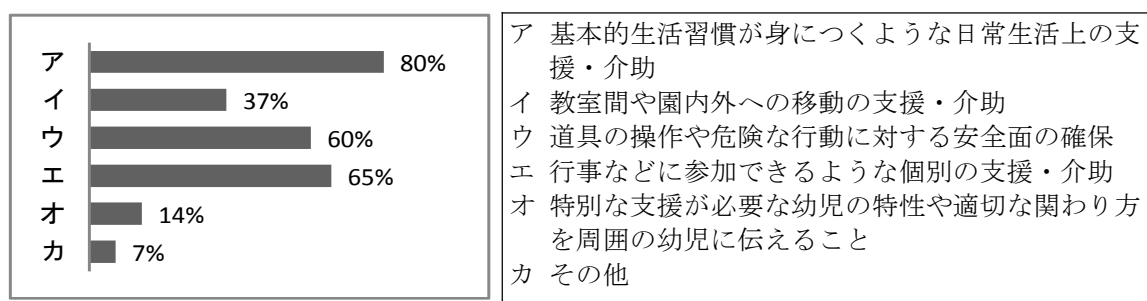 ア 80%
イ 37%
ウ 60%
エ 65%
オ 14%
カ 7%
ア 基本的生活習慣が身につくような日常生活上の支
援・介助
イ 教室間や園内外への移動の支援・介助
ウ 道具の操作や危険な行動に対する安全面の確保
エ 行事などに参加できるような個別の支援・介助
オ 特別な支援が必要な幼児の特性や適切な関わり方
を周囲の幼児に伝えること
カ その他